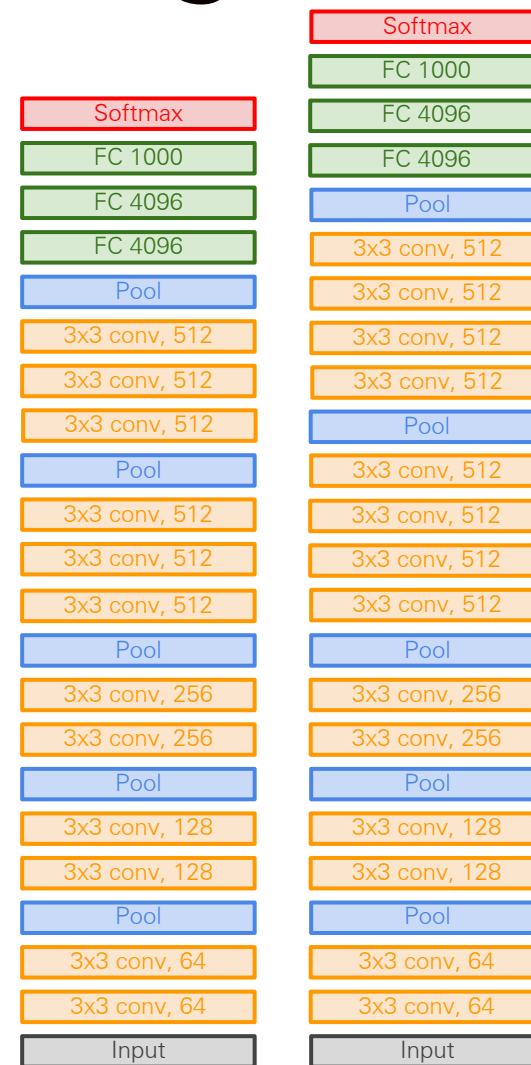 Softmax
FC 1000
FC 4096
FC 4096
Pool
3x3 conv, 512
3x3 conv, 512
3x3 conv, 512
Pool
3x3 conv, 512
3x3 conv, 512
3x3 conv, 512
Pool
3x3 conv, 256
3x3 conv, 256
Pool
3x3 conv, 128
3x3 conv, 128
Pool
3x3 conv, 64
3x3 conv, 64
Input
Softmax
FC 1000
FC 4096
FC 4096
Pool
3x3 conv, 512
3x3 conv, 512
3x3 conv, 512
3x3 conv, 512
Pool
3x3 conv, 512
3x3 conv, 512
3x3 conv, 512
3x3 conv, 512
Pool
3x3 conv, 256
3x3 conv, 256
Pool
3x3 conv, 128
3x3 conv, 128
Pool
3x3 conv, 64
3x3 conv, 64
Input